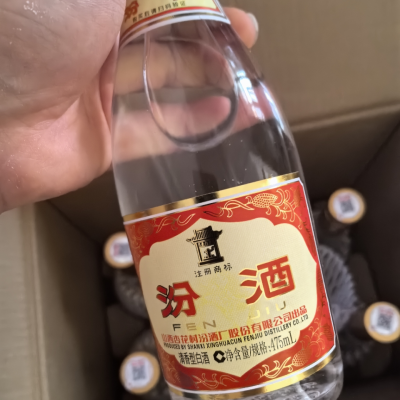 注册商标
汾酒
FENJIU
山西杏花村汾酒厂股份有限公司出品
PRODUCED BY SHANXI XINGHUACUN FENJIU DISTILLERY CO.,LTD
清香型白酒 净含量/规格:475mL